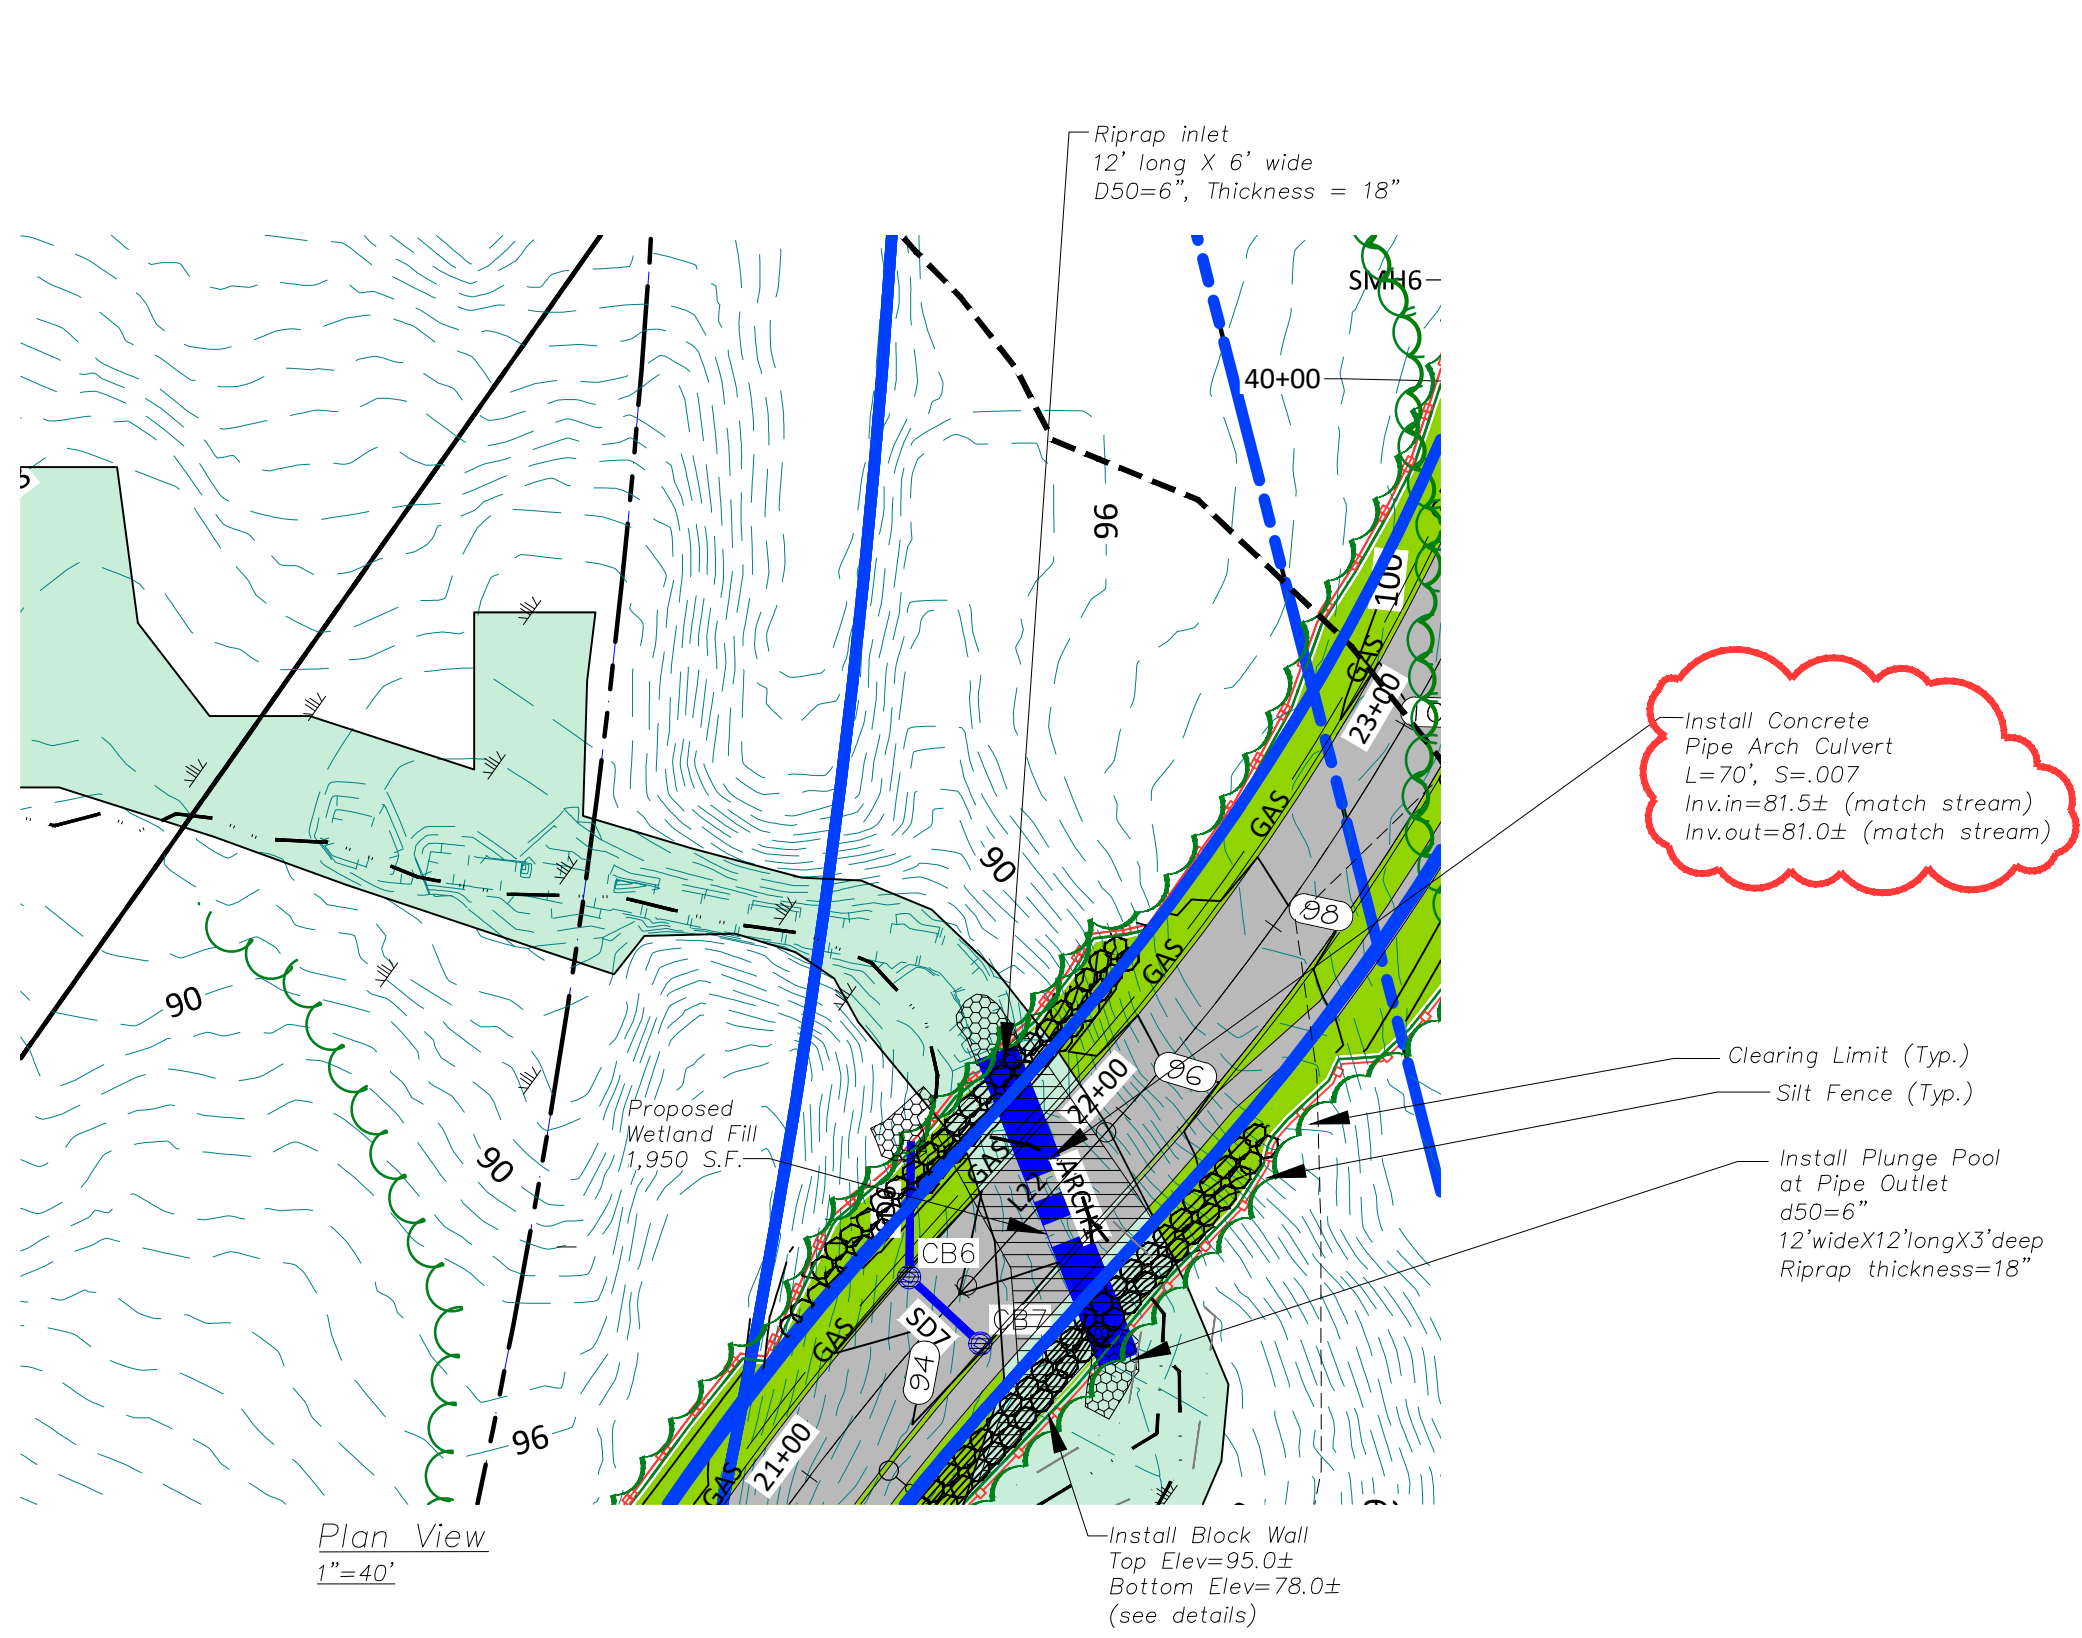 Riprap inlet
12' long X 6' wide
D50=6", Thickness = 18"
SMH6
40+00
96
100
GAS
23+00
Install Concrete
Pipe Arch Culvert
L=70', S=.007
Inv.in=81.5± (match stream)
Inv.out=81.0± (match stream)
GAS
90
98
GAS
90
96
22+00
Clearing Limit (Typ.)
Silt Fence (Typ.)
Proposed
Wetland Fill
1,950 S.F.
GAS
L22
ARCH
90
Install Plunge Pool
at Pipe Outlet
d50=6"
12'wideX12'longX3'deep
Riprap thickness=18"
CB6
CB7
SD7
GAS
94
96
21+00
GAS
Plan View
1"=40'
Install Block Wall
Top Elev=95.0±
Bottom Elev=78.0±
(see details)